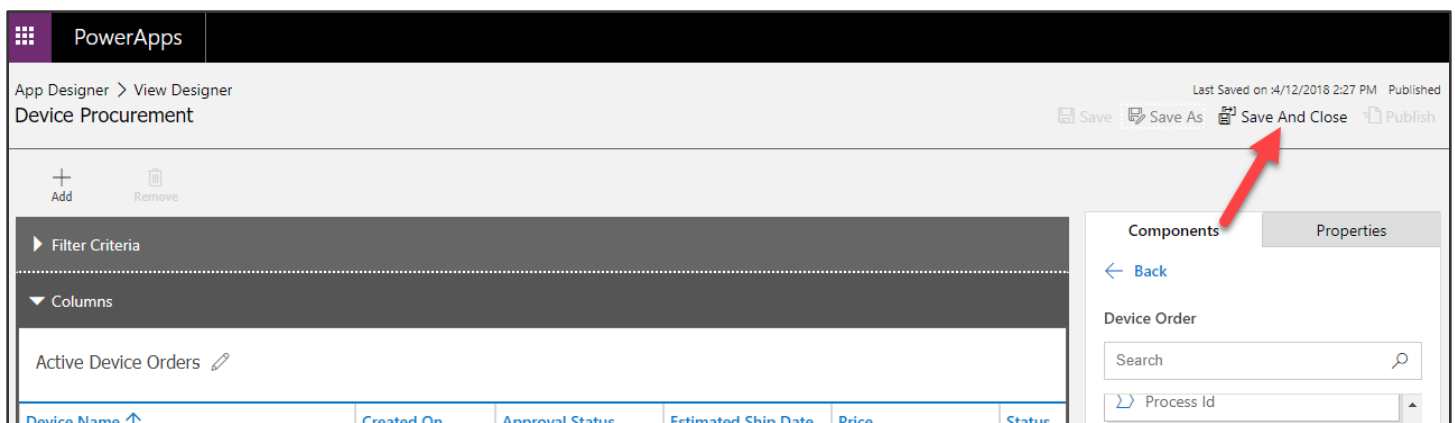 PowerApps
App Designer > View Designer
Last Saved on :4/12/2018 2:27 PM Published
Device Procurement
Save Save As Save And Close Publish
Add Remove
Components Properties
Filter Criteria
Back
Columns
Device Order
Active Device Orders
Search
Process Id
Device Name Created On Approval Status Estimated Ship Date Price Status